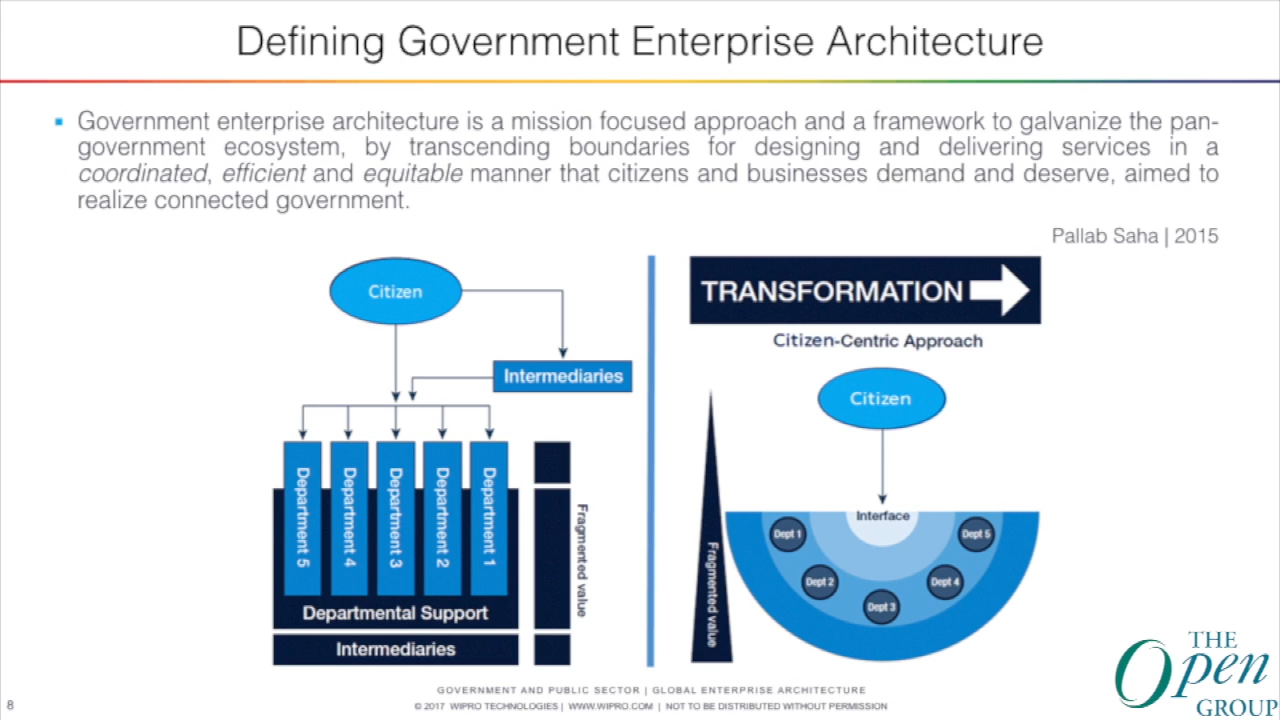 Defining Government Enterprise Architecture
Government enterprise architecture is a mission focused approach and a framework to galvanize the pan-
government ecosystem, by transcending boundaries for designing and delivering services in a
coordinated, efficient and equitable manner that citizens and businesses demand and deserve, aimed to
realize connected government.
Pallab Saha | 2015
Citizen
Intermediaries
Department 5
Department 4
Department 3
Department 2
Department 1
Departmental Support
Intermediaries
Fragmented value
TRANSFORMATION
Citizen-Centric Approach
Citizen
Interface
Dept 1
Dept 2
Dept 3
Dept 4
Dept 5
Fragmented value
GOVERNMENT AND PUBLIC SECTOR | GLOBAL ENTERPRISE ARCHITECTURE
8
© 2017 WIPRO TECHNOLOGIES | WWW.WIPRO.COM | NOT TO BE DISTRIBUTED WITHOUT PERMISSION
THE
Open
GROUP